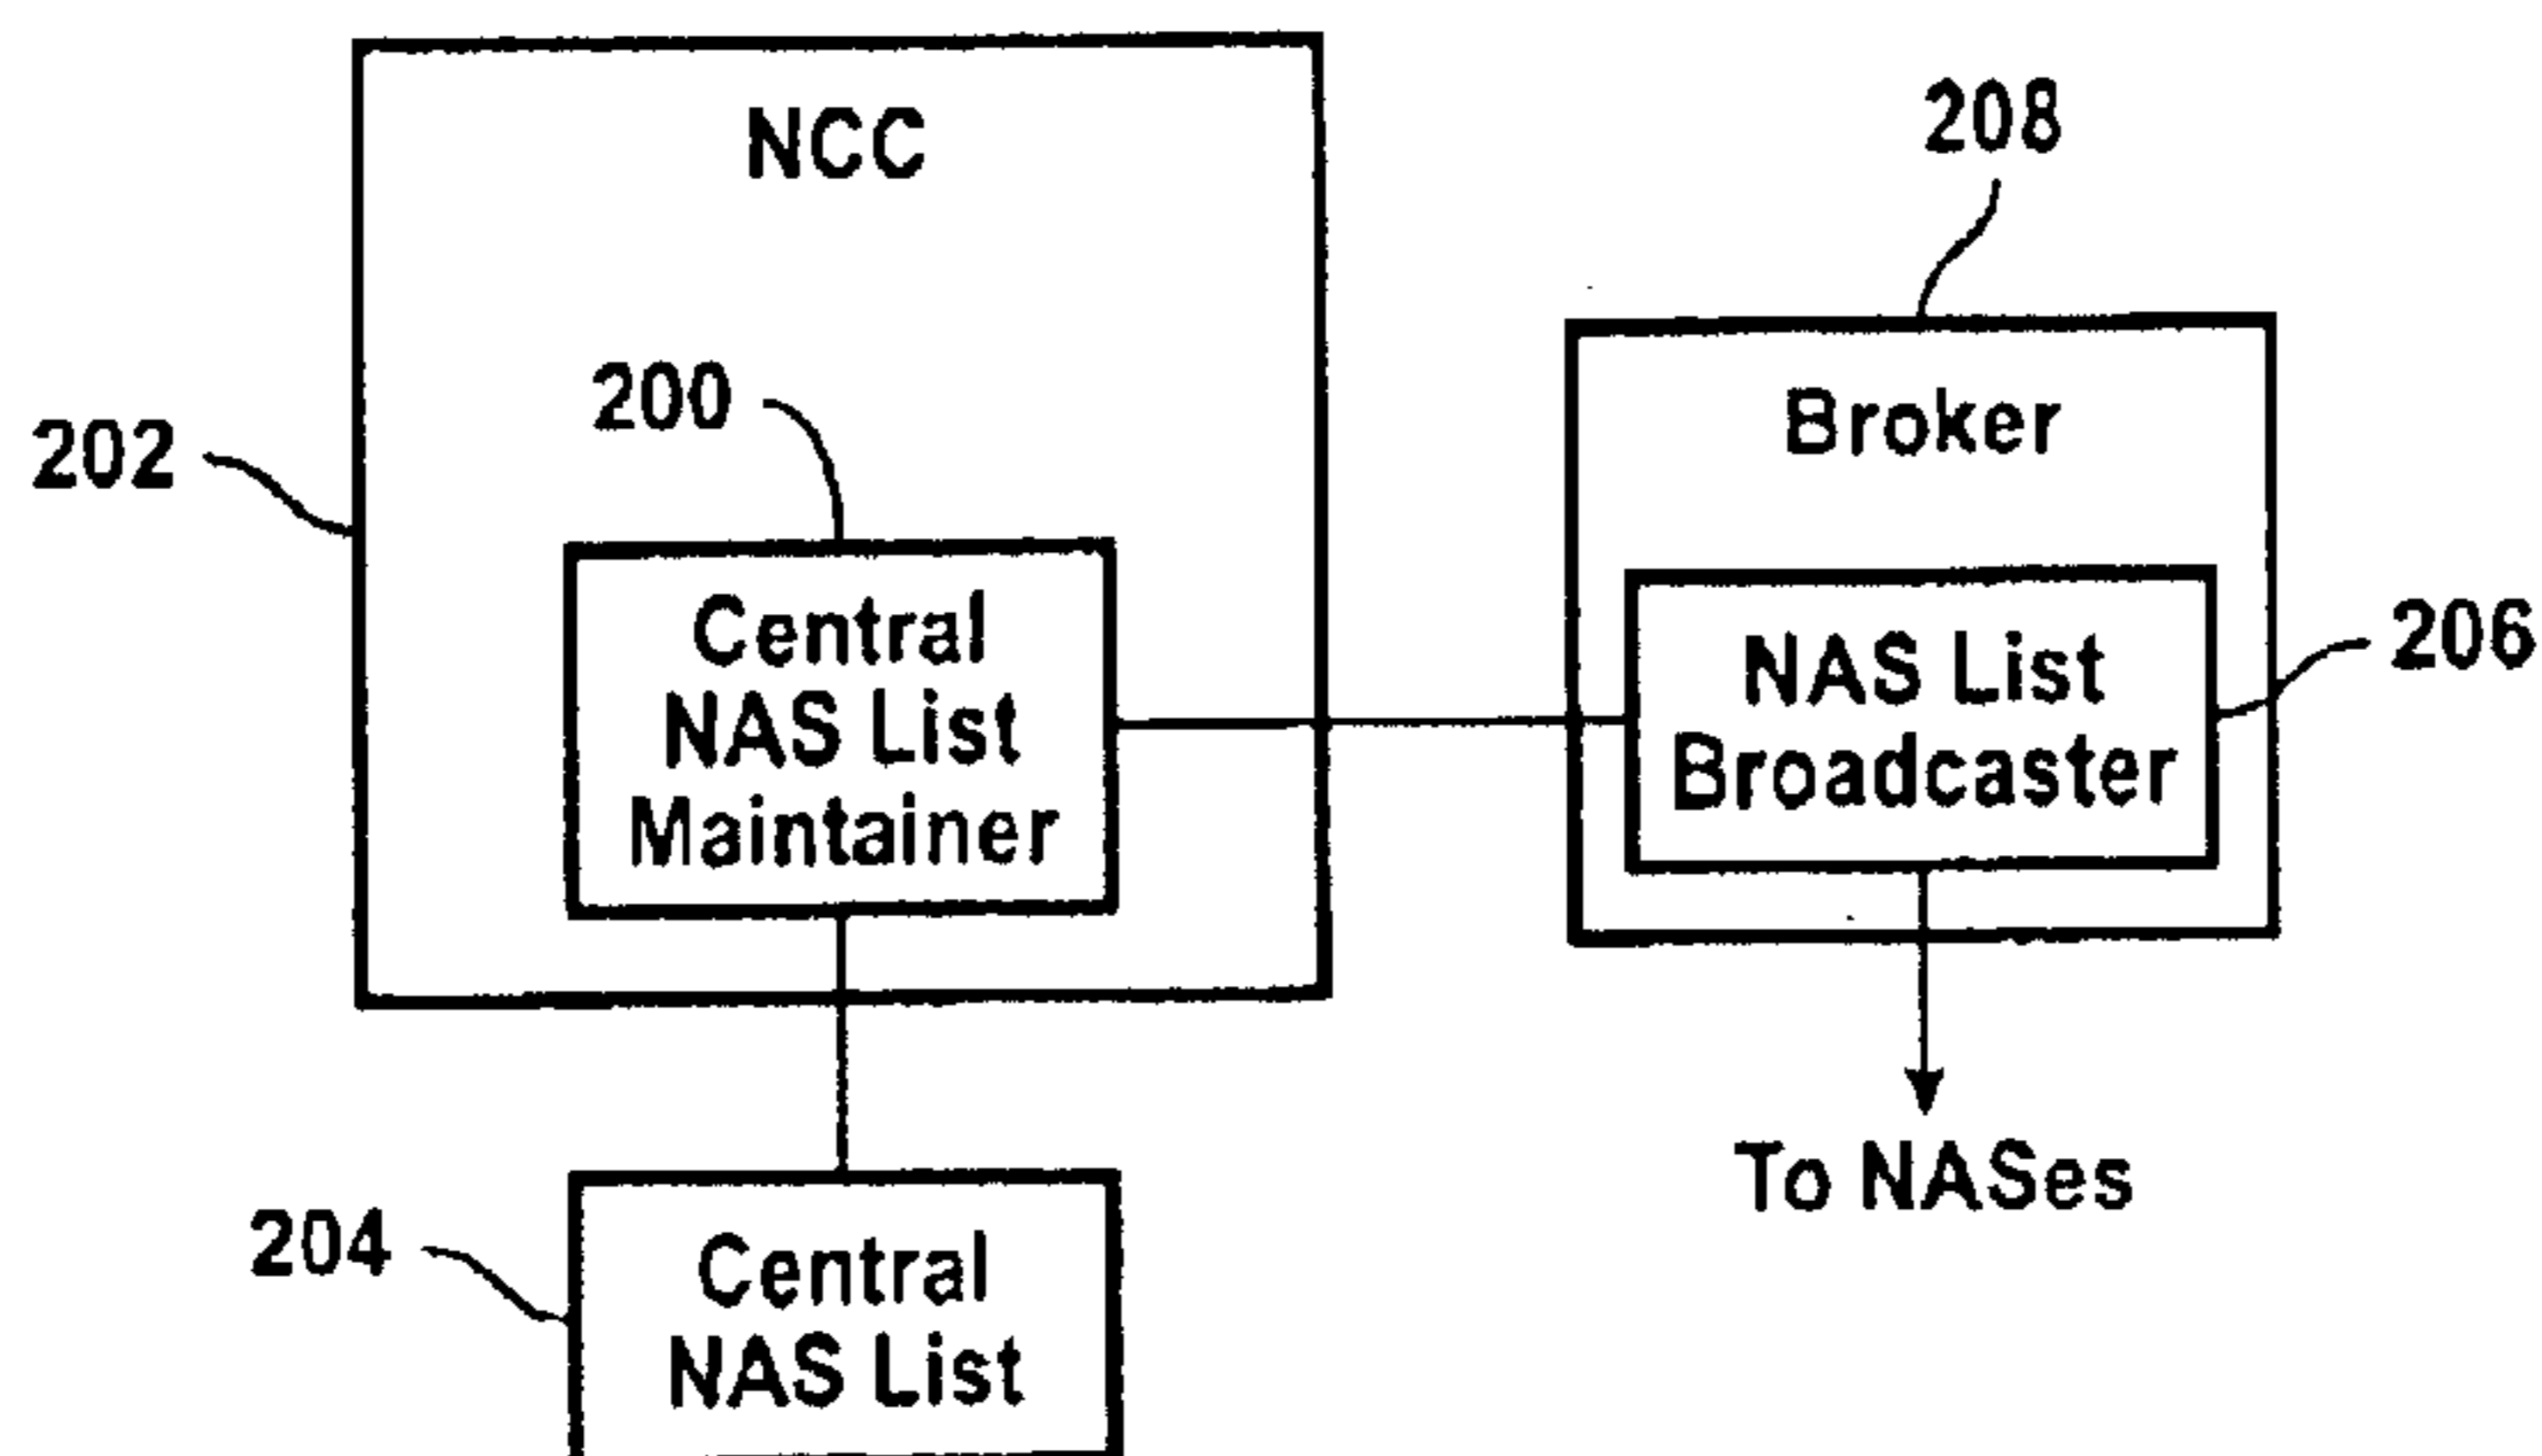 NCC
208
200
202
Broker
Central
NAS List
Maintainer
NAS List
Broadcaster
206
To NASes
204
Central
NAS List